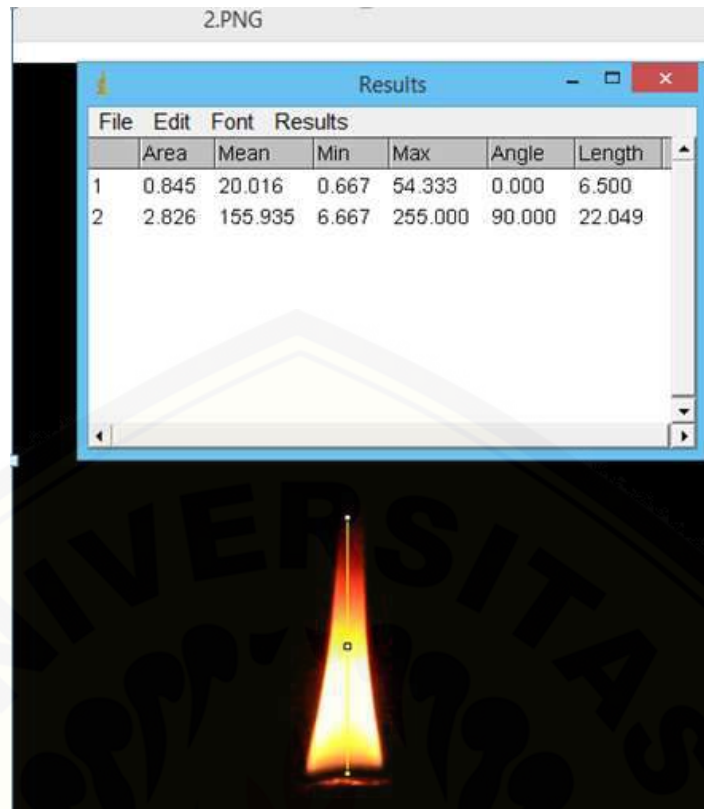 2.PNG
Results
File Edit Font Results
Area Mean Min Max Angle Length
1 0.845 20.016 0.667 54.333 0.000 6.500
2 2.826 155.935 6.667 255.000 90.000 22.049
UNIVERSITAS